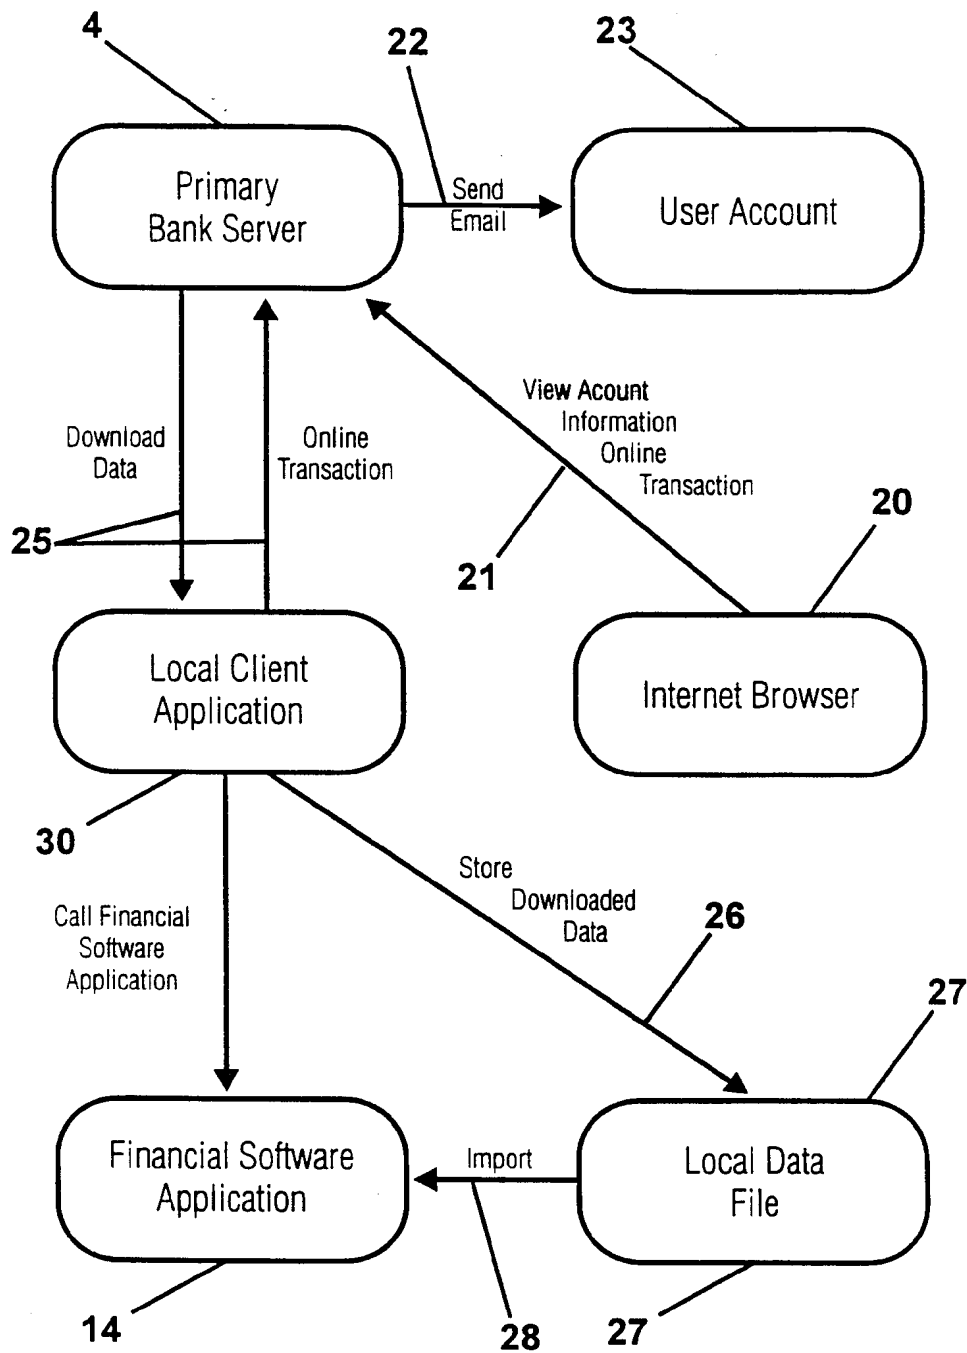 4
22
23
Primary
Bank Server
Send
Email
User Account
Download
Data
Online
Transaction
View Acount
Information
Online
Transaction
25
21
20
Local Client
Application
Internet Browser
30
Call Financial
Software
Application
Store
Downloaded
Data
26
27
Financial Software
Application
Import
Local Data
File
14
28
27